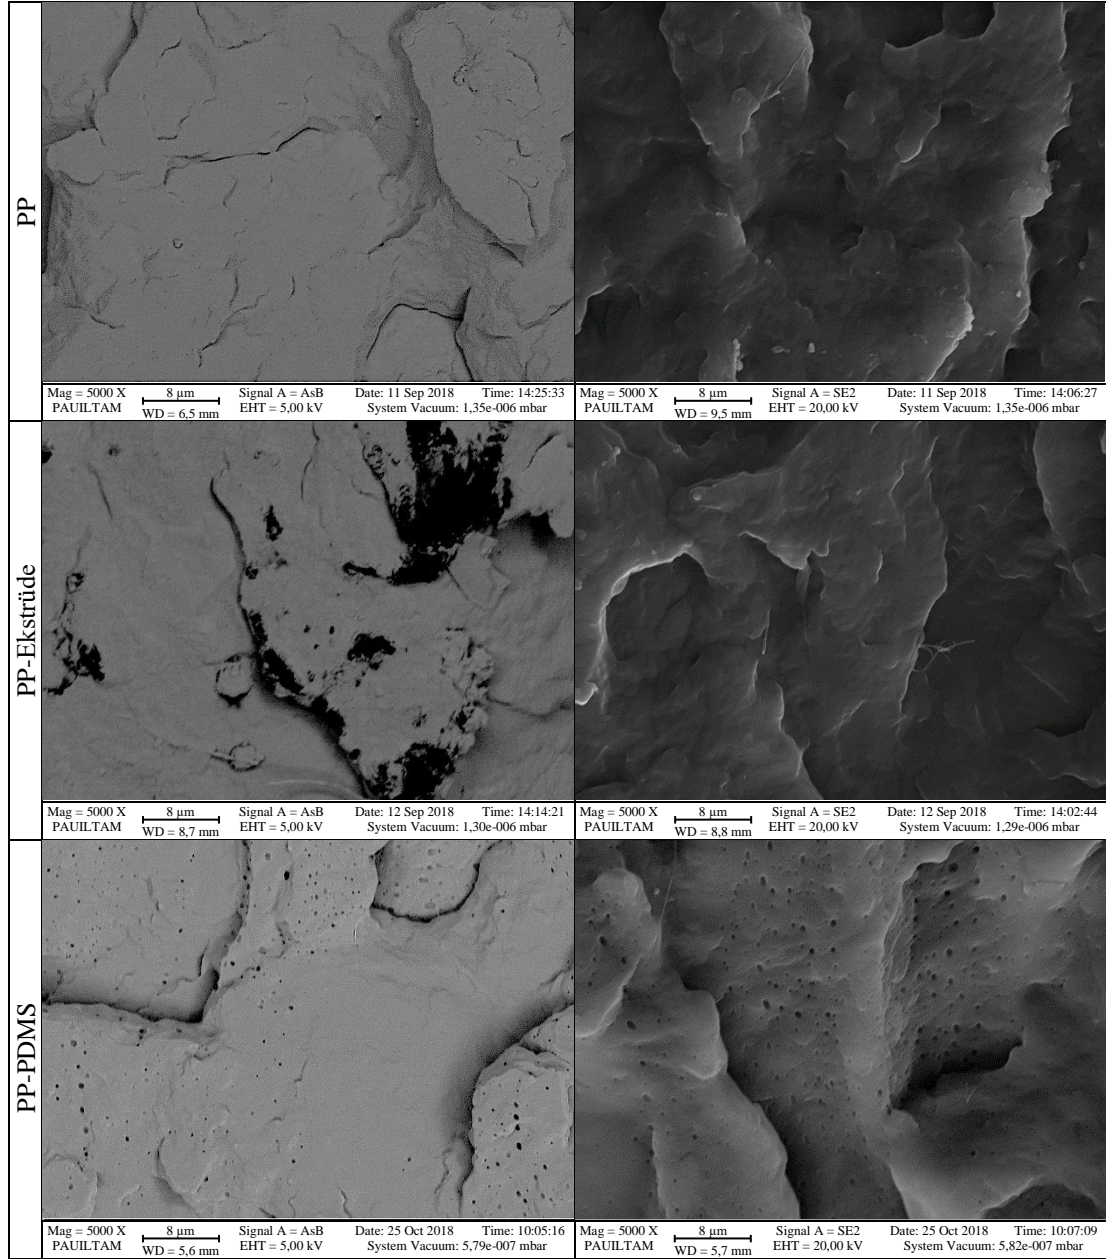 PP
Mag = 5000 X 8 µm Signal A = AsB Date: 11 Sep 2018 Time: 14:25:33
PAUILTAM WD = 6,5 mm EHT = 5,00 kV System Vacuum: 1,35e-006 mbar
Mag = 5000 X 8 µm Signal A = SE2 Date: 11 Sep 2018 Time: 14:06:27
PAUILTAM WD = 9,5 mm EHT = 20,00 kV System Vacuum: 1,35e-006 mbar
PP-Ekstrüde
Mag = 5000 X 8 µm Signal A = AsB Date: 12 Sep 2018 Time: 14:14:21
PAUILTAM WD = 8,7 mm EHT = 5,00 kV System Vacuum: 1,30e-006 mbar
Mag = 5000 X 8 µm Signal A = SE2 Date: 12 Sep 2018 Time: 14:02:44
PAUILTAM WD = 8,8 mm EHT = 20,00 kV System Vacuum: 1,29e-006 mbar
PP-PDMS
Mag = 5000 X 8 µm Signal A = AsB Date: 25 Oct 2018 Time: 10:05:16
PAUILTAM WD = 5,6 mm EHT = 5,00 kV System Vacuum: 5,79e-007 mbar
Mag = 5000 X 8 µm Signal A = SE2 Date: 25 Oct 2018 Time: 10:07:09
PAUILTAM WD = 5,7 mm EHT = 20,00 kV System Vacuum: 5,82e-007 mbar